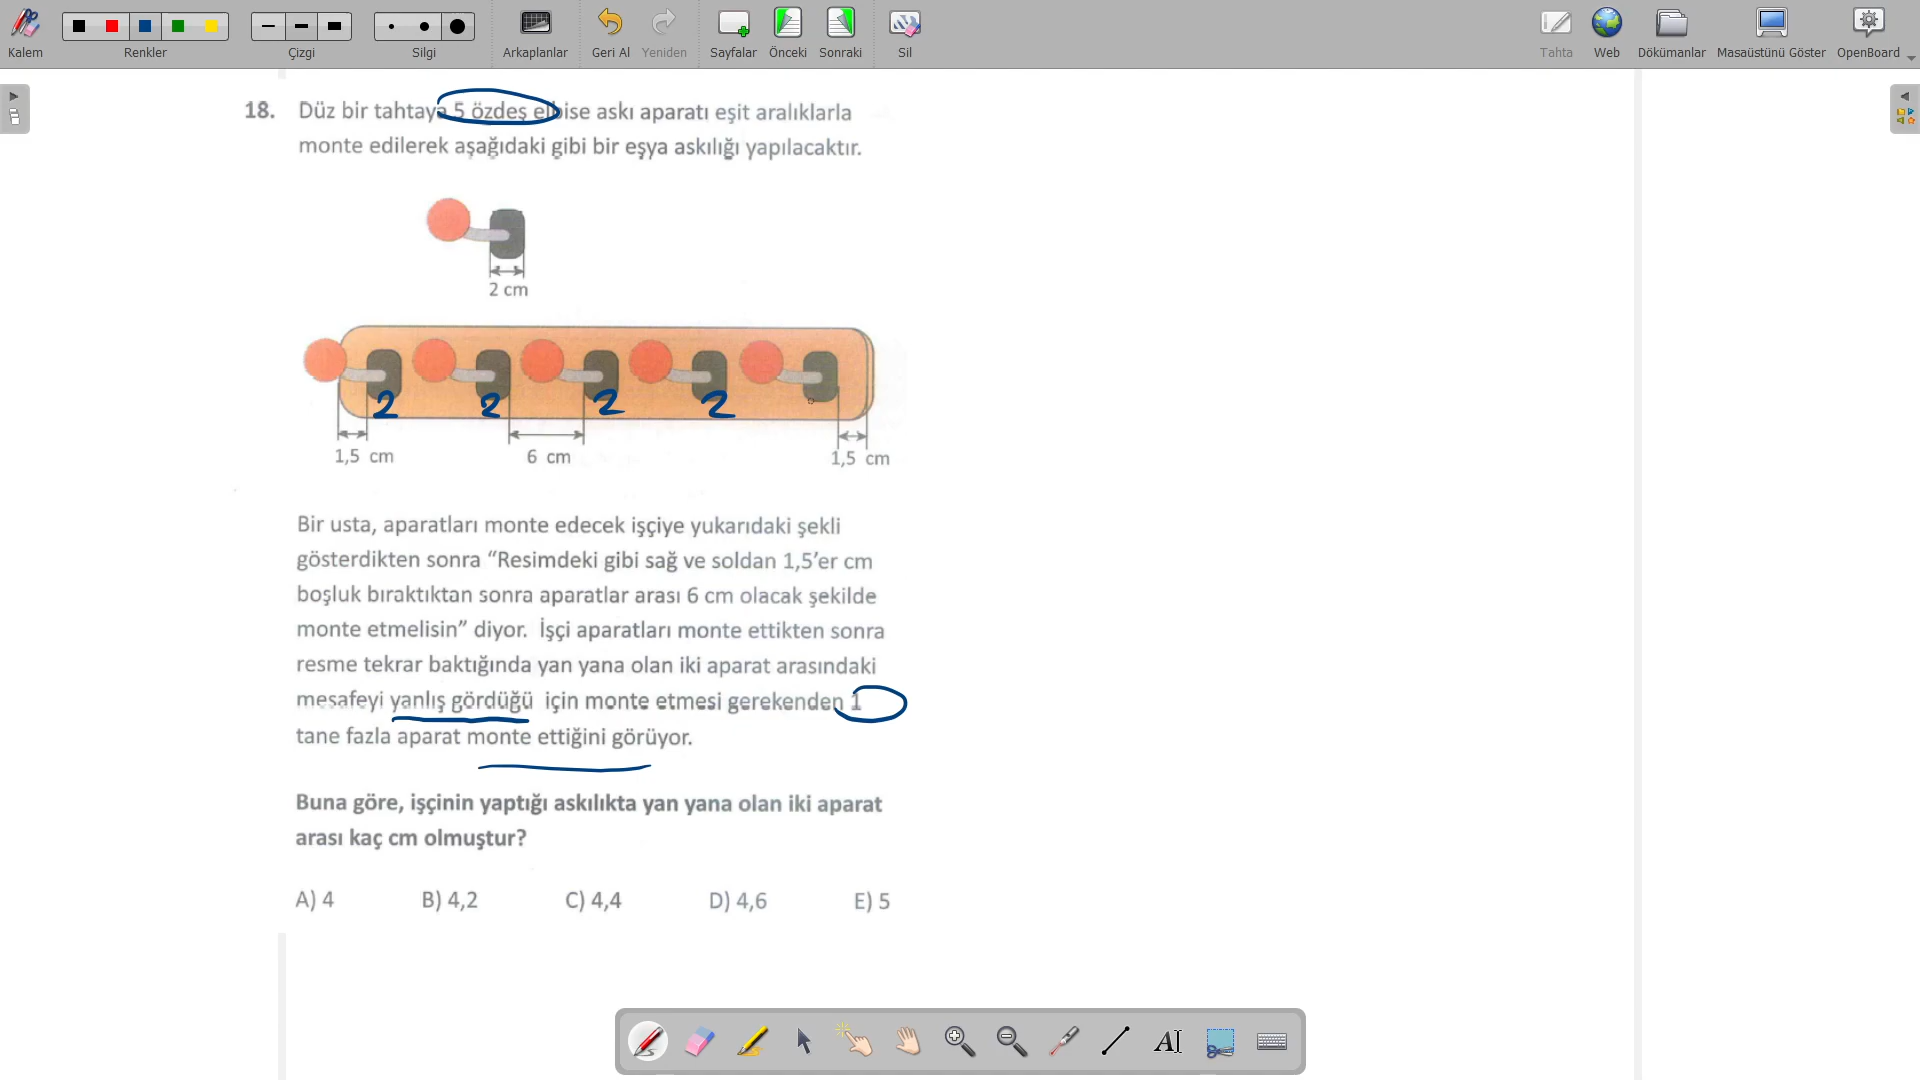 Kalem
Renkler
Çizgi
Silgi
Arkaplanlar
Geri Al
Yeniden
Sayfalar
Önceki
Sonraki
Sil
Tahta
Web
Dökümanlar
Masaüstünü Göster
OpenBoard
18. Düz bir tahtaya 5 özdeş elbise askı aparatı eşit aralıklarla
monte edilerek aşağıdaki gibi bir eşya askılığı yapılacaktır.
2 cm
2 2 2 2
1,5 cm
6 cm
1,5 cm
Bir usta, aparatları monte edecek işçiye yukarıdaki şekli
gösterdikten sonra “Resimdeki gibi sağ ve soldan 1,5’er cm
boşluk bıraktıktan sonra aparatlar arası 6 cm olacak şekilde
monte etmelisin” diyor. İşçi aparatları monte ettikten sonra
resme tekrar baktığında yan yana olan iki aparat arasındaki
mesafeyi yanlış gördüğü için monte etmesi gerekenden 1
tane fazla aparat monte ettiğini görüyor.
Buna göre, işçinin yaptığı askılıkta yan yana olan iki aparat
arası kaç cm olmuştur?
A) 4 B) 4,2 C) 4,4 D) 4,6 E) 5